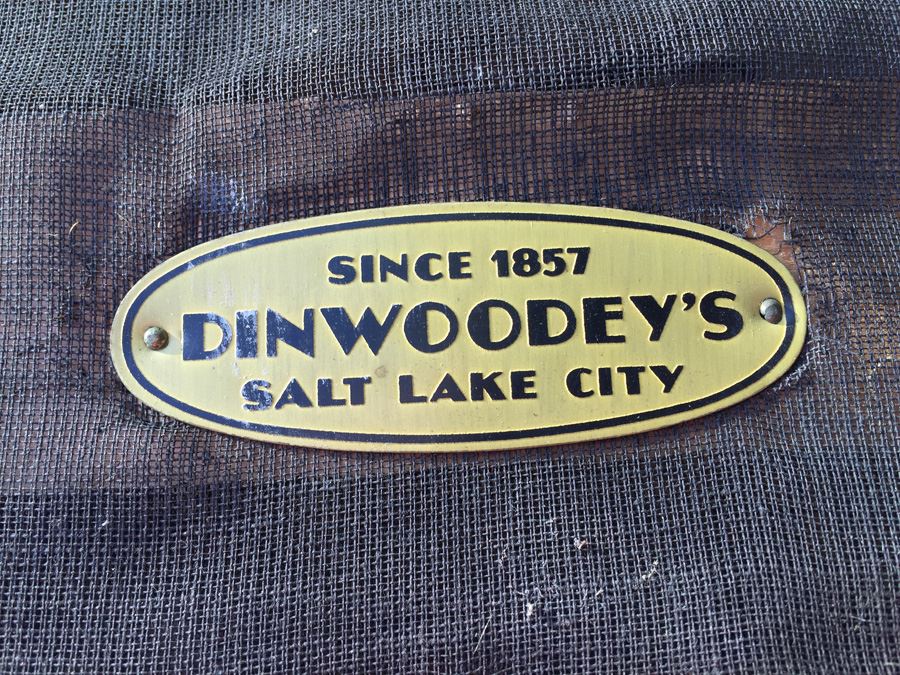 SINCE 1857
DINWOODEY'S
SALT LAKE CITY